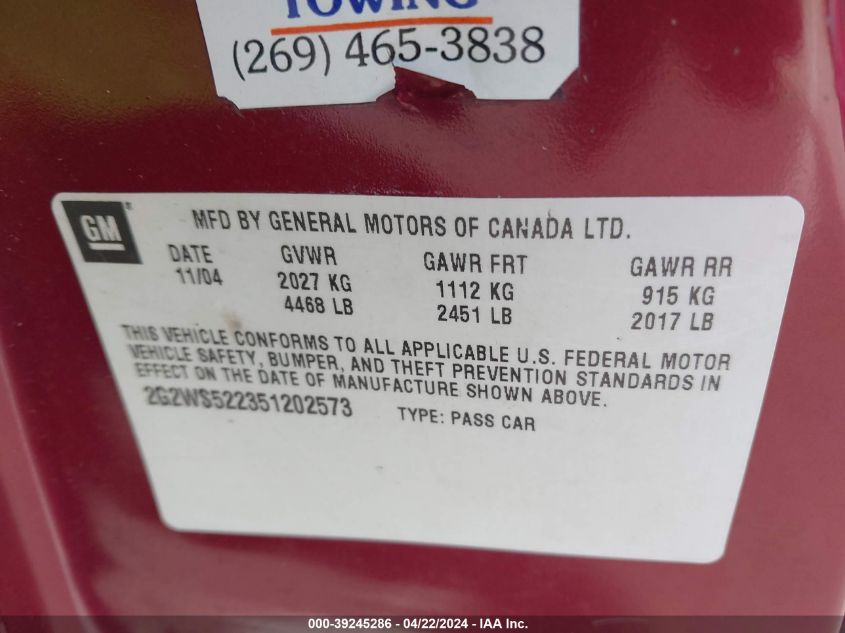 TOWING
(269) 465-3838
GM
MFD BY GENERAL MOTORS OF CANADA LTD.
DATE GVWR GAWR FRT GAWR RR
11/04 2027 KG 1112 KG 915 KG
4468 LB 2451 LB 2017 LB
THIS VEHICLE CONFORMS TO ALL APPLICABLE U.S. FEDERAL MOTOR
VEHICLE SAFETY, BUMPER, AND THEFT PREVENTION STANDARDS IN
EFFECT ON THE DATE OF MANUFACTURE SHOWN ABOVE.
2G2WS522351202573 TYPE: PASS CAR
000-39245286 - 04/22/2024 - IAA Inc.